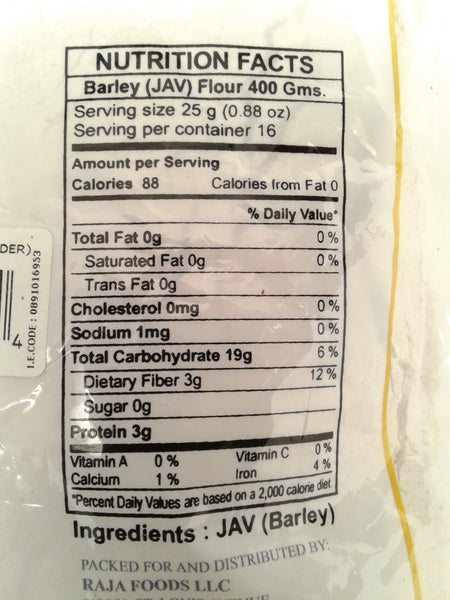 NUTRITION FACTS
Barley (JAV) Flour 400 Gms.
Serving size 25 g (0.88 oz)
Serving per container 16
Amount per Serving
Calories 88 Calories from Fat 0
% Daily Value*
Total Fat 0g 0 %
Saturated Fat 0g 0 %
Trans Fat 0g
Cholesterol 0mg 0 %
Sodium 1mg 0 %
Total Carbohydrate 19g 6 %
Dietary Fiber 3g 12 %
Sugar 0g
Protein 3g
Vitamin A 0 % Vitamin C 0%
Calcium 1 % Iron 4 %
*Percent Daily Values are based on a 2,000 calorie diet
Ingredients : JAV (Barley)
PACKED FOR AND DISTRIBUTED BY:
RAJA FOODS LLC
DER)
4
I.E.CODE : 0891016953